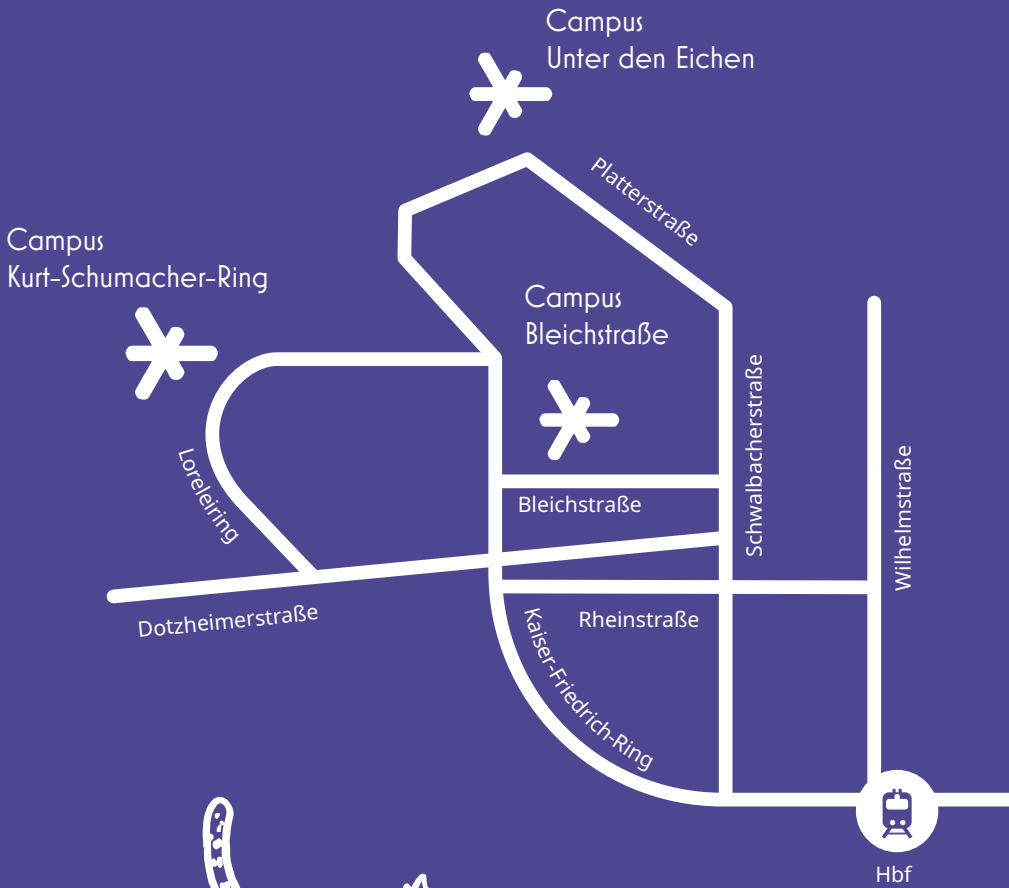 Campus
Unter den Eichen
Platterstraße
Campus
Kurt-Schumacher-Ring
Campus
Bleichstraße
Schwalbacherstraße
Wilhelmstraße
Loreleiring
Bleichstraße
Dotzheimerstraße
Rheinstraße
Kaiser-Friedrich-Ring
Hbf